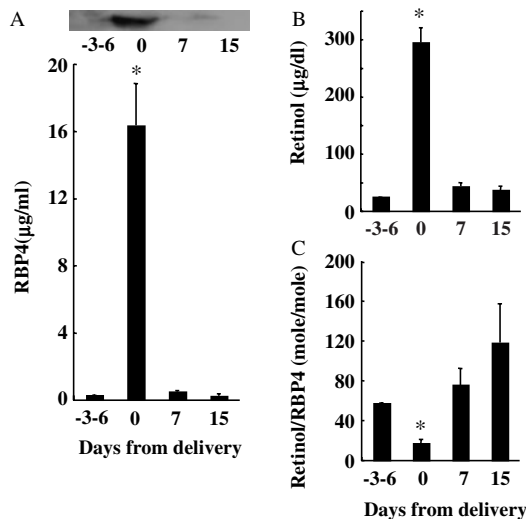 A
-3-6 0 7 15
*
20
16
12
8
4
0
RBP4(µg/ml)
-3-6 0 7 15
Days from delivery
B
*
300
200
100
0
Retinol (µg/dl)
-3-6 0 7 15
C
200
160
120
80
40
0
Retinol/RBP4 (mole/mole)
*
-3-6 0 7 15
Days from delivery